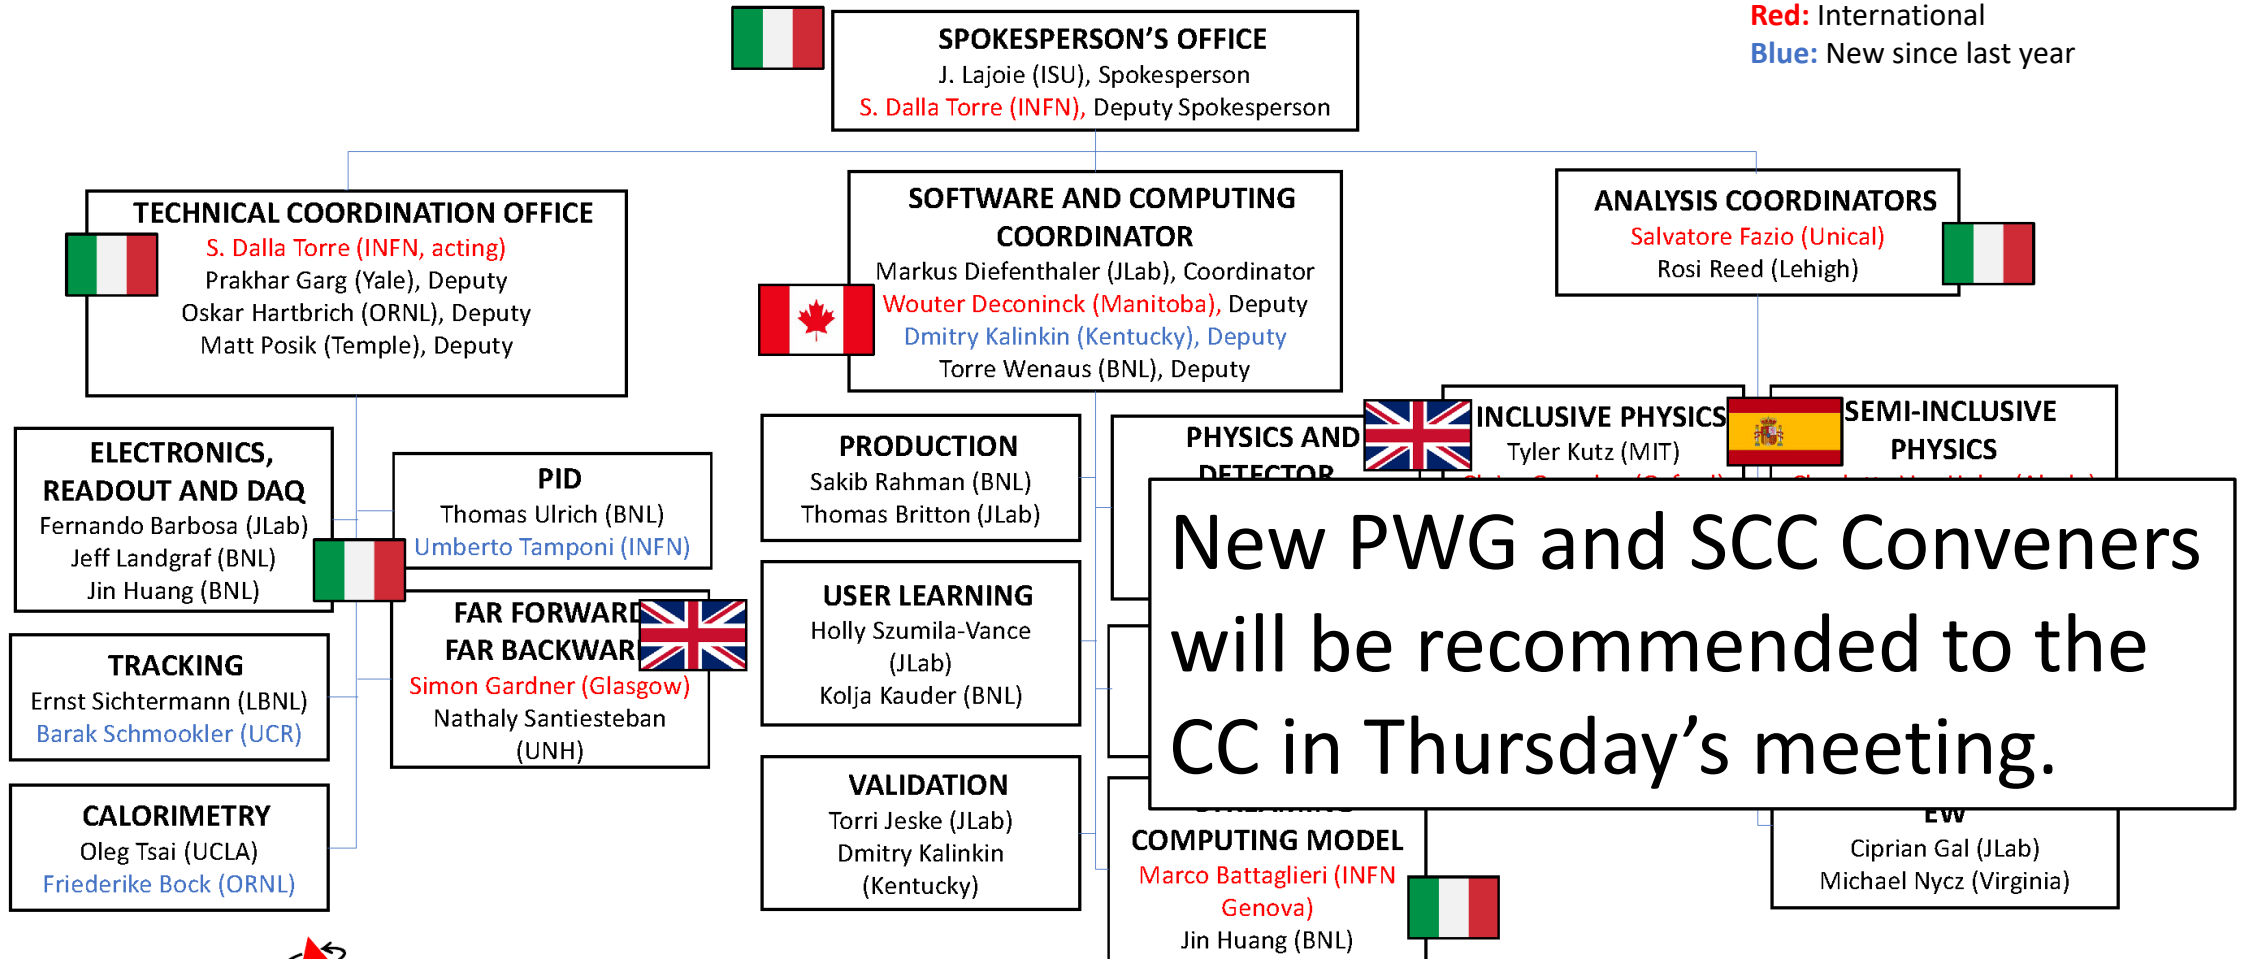 Red: International
Blue: New since last year
SPOKESPERSON'S OFFICE
J. Lajoie (ISU), Spokesperson
S. Dalla Torre (INFN), Deputy Spokesperson
TECHNICAL COORDINATION OFFICE
S. Dalla Torre (INFN, acting)
Prakhar Garg (Yale), Deputy
Oskar Hartbrich (ORNL), Deputy
Matt Posik (Temple), Deputy
SOFTWARE AND COMPUTING
COORDINATOR
Markus Diefenthaler (JLab), Coordinator
Wouter Deconinck (Manitoba), Deputy
Dmitry Kalinkin (Kentucky), Deputy
Torre Wenaus (BNL), Deputy
ANALYSIS COORDINATORS
Salvatore Fazio (Unical)
Rosi Reed (Lehigh)
ELECTRONICS,
READOUT AND DAQ
Fernando Barbosa (JLab)
Jeff Landgraf (BNL)
Jin Huang (BNL)
PID
Thomas Ulrich (BNL)
Umberto Tamponi (INFN)
FAR FORWARD
FAR BACKWAR
Simon Gardner (Glasgow)
Nathaly Santiesteban
(UNH)
TRACKING
Ernst Sichtermann (LBNL)
Barak Schmookler (UCR)
CALORIMETRY
Oleg Tsai (UCLA)
Friederike Bock (ORNL)
PRODUCTION
Sakib Rahman (BNL)
Thomas Britton (JLab)
USER LEARNING
Holly Szumila-Vance
(JLab)
Kolja Kauder (BNL)
VALIDATION
Torri Jeske (JLab)
Dmitry Kalinkin
(Kentucky)
PHYSICS AND
DETECTOR
COMPUTING MODEL
Marco Battaglieri (INFN
Genova)
Jin Huang (BNL)
INCLUSIVE PHYSICS
Tyler Kutz (MIT)
SEMI-INCLUSIVE
PHYSICS
New PWG and SCC Conveners
will be recommended to the
CC in Thursday's meeting.
EW
Ciprian Gal (JLab)
Michael Nycz (Virginia)